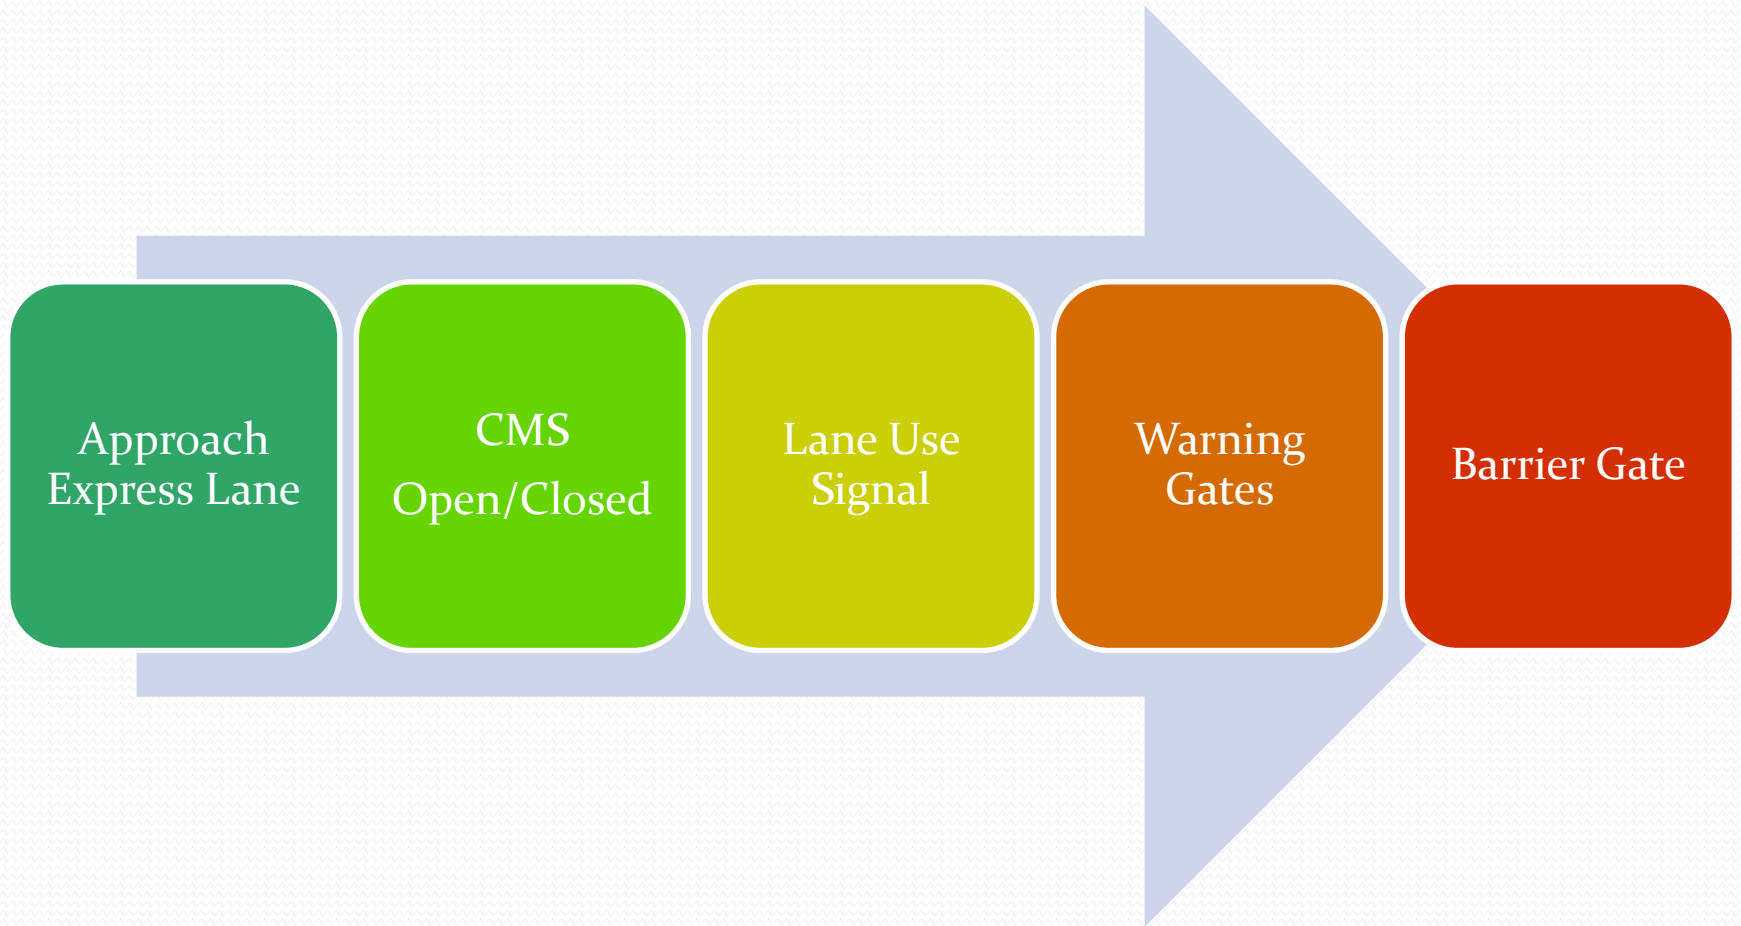 Approach
Express Lane
CMS
Open/Closed
Lane Use
Signal
Warning
Gates
Barrier Gate